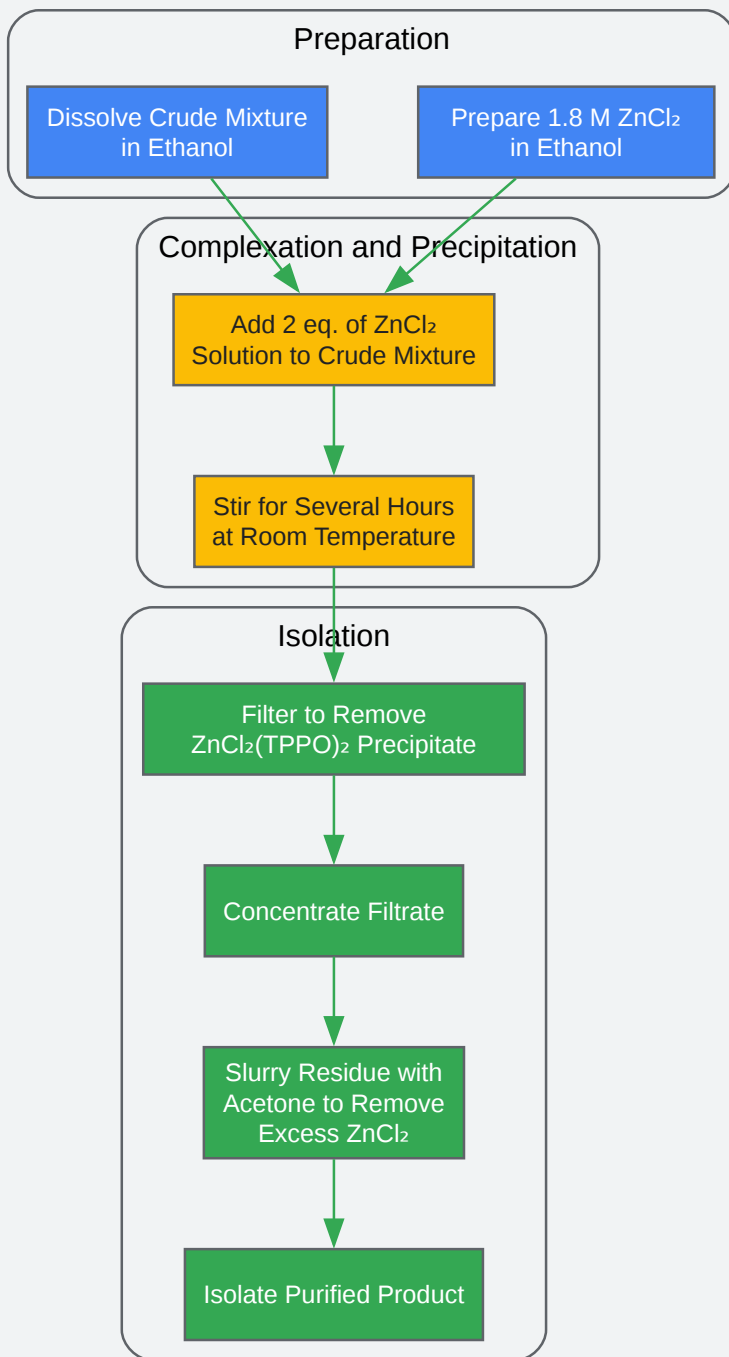 Preparation
Dissolve Crude Mixture
in Ethanol
Prepare 1.8 M ZnCl₂
in Ethanol
Complexation and Precipitation
Add 2 eq. of ZnCl₂
Solution to Crude Mixture
Stir for Several Hours
at Room Temperature
Isolation
Filter to Remove
ZnCl₂(TPPO)₂ Precipitate
Concentrate Filtrate
Slurry Residue with
Acetone to Remove
Excess ZnCl₂
Isolate Purified Product